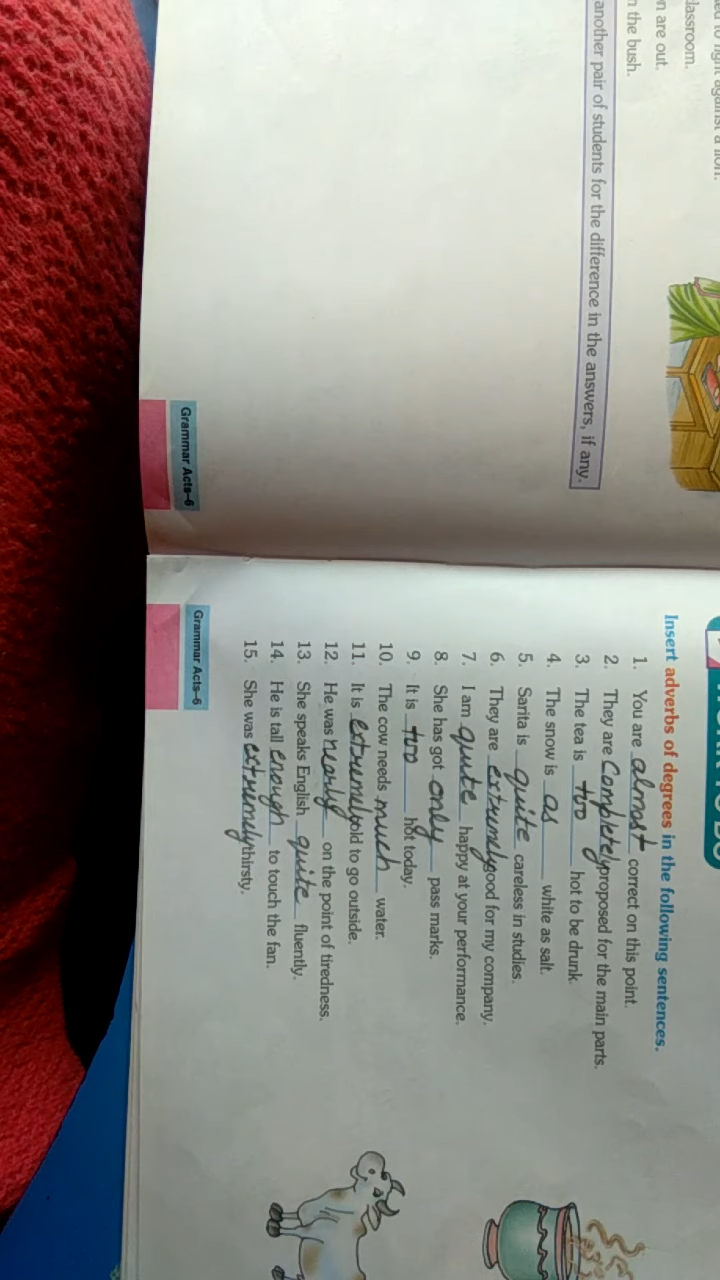 ed to fight against a lion.
lassroom.
n are out.
n the bush.
another pair of students for the difference in the answers, if any.
Grammar Acts–6
Insert adverbs of degrees in the following sentences.
1. You are almost correct on this point.
2. They are Completely proposed for the main parts.
3. The tea is too hot to be drunk.
4. The snow is as white as salt.
5. Sarita is quite careless in studies.
6. They are extremely good for my company.
7. I am quite happy at your performance.
8. She has got only pass marks.
9. It is too hot today.
10. The cow needs much water.
11. It is extremely old to go outside.
12. He was nearly on the point of tiredness.
13. She speaks English quite fluently.
14. He is tall enough to touch the fan.
15. She was extremely thirsty.
Grammar Acts–6